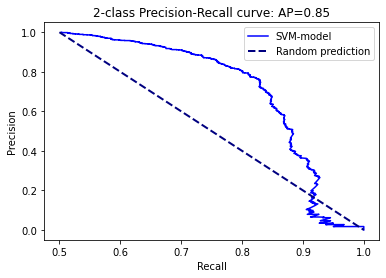 2-class Precision-Recall curve: AP=0.85
SVM-model
Random prediction
Precision
1.0
0.8
0.6
0.4
0.2
0.0
0.5 0.6 0.7 0.8 0.9 1.0
Recall